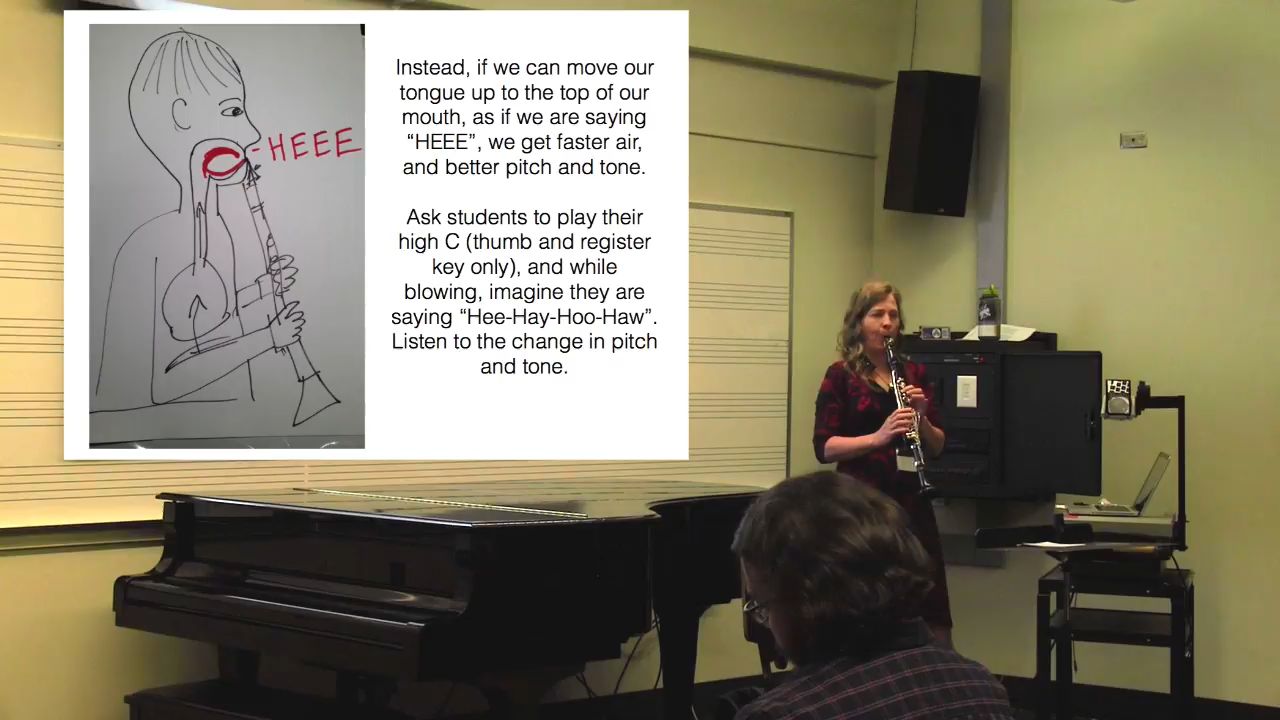 HEEE
Instead, if we can move our
tongue up to the top of our
mouth, as if we are saying
“HEEE”, we get faster air,
and better pitch and tone.
Ask students to play their
high C (thumb and register
key only), and while
blowing, imagine they are
saying “Hee-Hay-Hoo-Haw”.
Listen to the change in pitch
and tone.